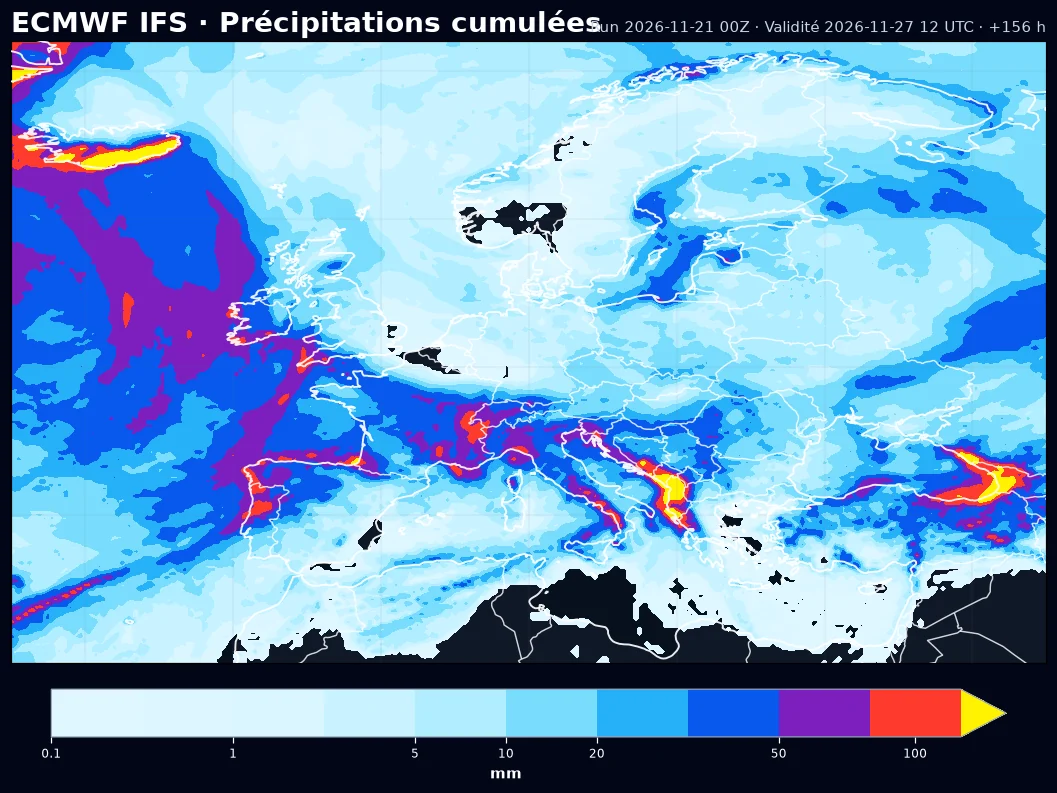 ECMWF IFS · Précipitations cumulées
Run 2026-11-21 00Z · Validité 2026-11-27 12 UTC · +156 h
0.1 1 5 10 20 50 100
mm